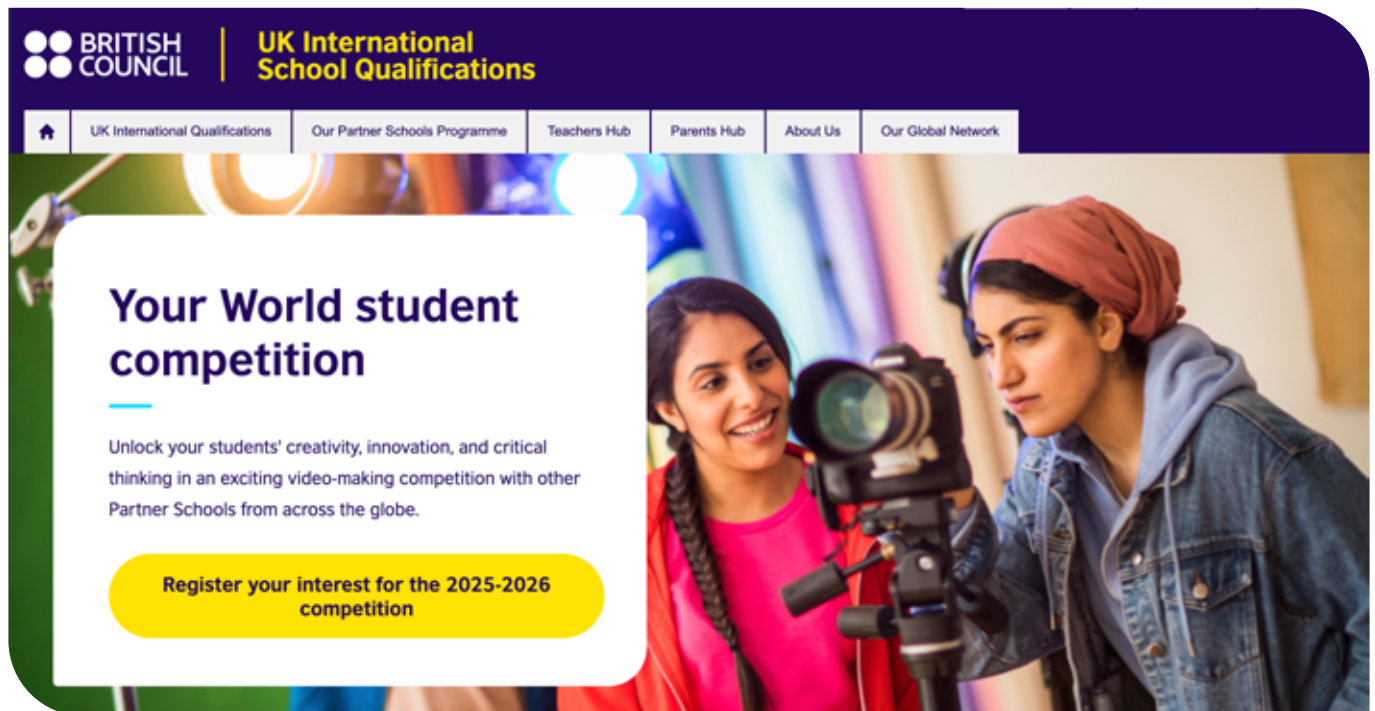 BRITISH
COUNCIL
UK International
School Qualifications
UK International Qualifications
Our Partner Schools Programme
Teachers Hub
Parents Hub
About Us
Our Global Network
Your World student
competition
Unlock your students' creativity, innovation, and critical
thinking in an exciting video-making competition with other
Partner Schools from across the globe.
Register your interest for the 2025-2026
competition